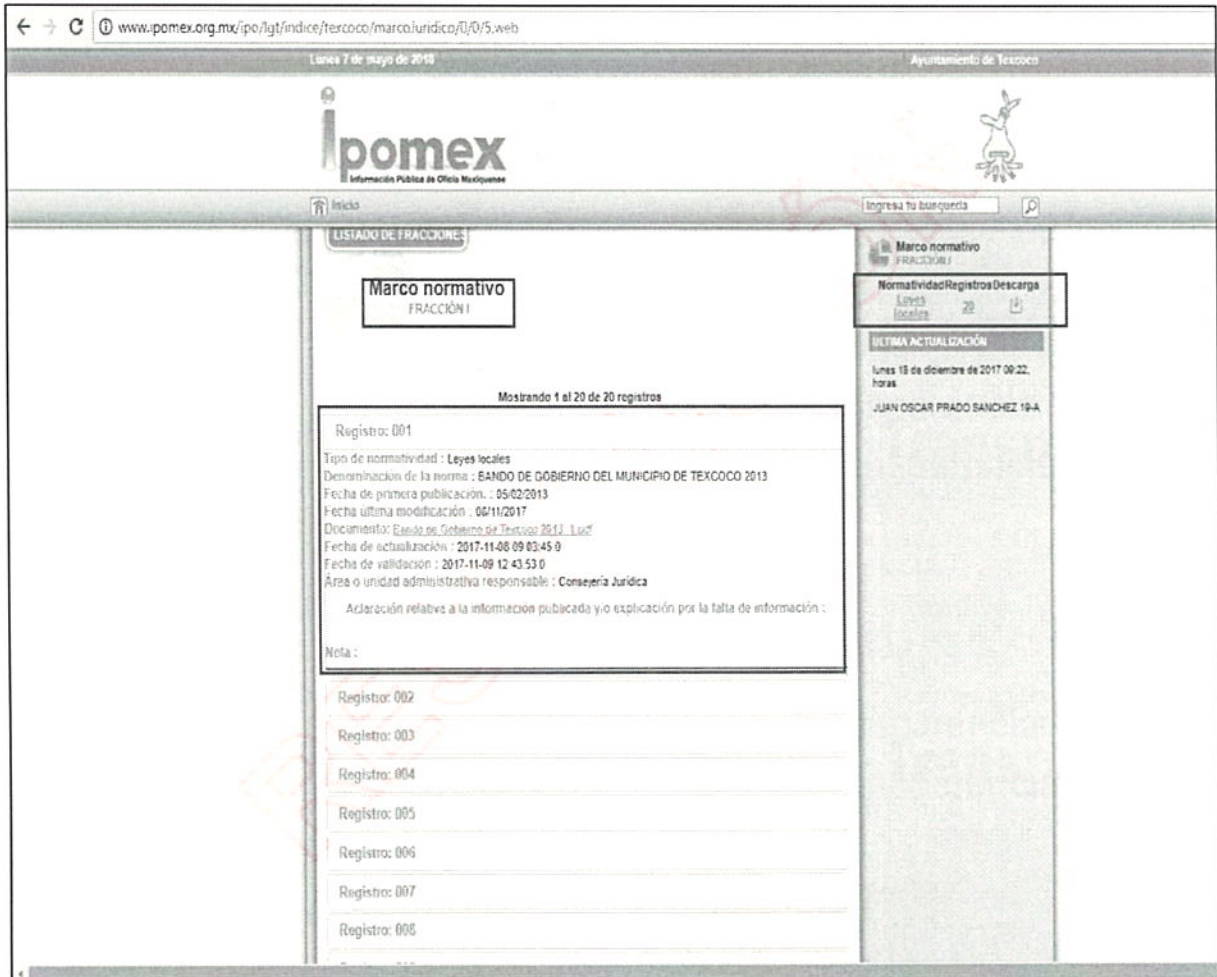 www.ipomex.org.mx/ipo/lgt/indice/texcoco/marcoJuridico/0/0/5.web
Lunes 7 de mayo de 2018
Ayuntamiento de Texcoco
ipomex
Información Pública de Oficio Mexiquense
Inicio
Ingresa tu busqueda
LISTADO DE FRACCIONES
Marco normativo
FRACCIÓN I
Marco normativo
FRACCIÓN I
Normatividad Registros Descarga
Leyes locales 20
ULTIMA ACTUALIZACIÓN
lunes 18 de diciembre de 2017 09:22,
horas
JUAN OSCAR PRADO SANCHEZ 19-A
Mostrando 1 al 20 de 20 registros
Registro: 001
Tipo de normatividad : Leyes locales
Denominación de la norma : BANDO DE GOBIERNO DEL MUNICIPIO DE TEXCOCO 2013
Fecha de primera publicación. : 05/02/2013
Fecha última modificación : 06/11/2017
Documento: Bando de Gobierno de Texcoco 2013_1.pdf
Fecha de actualización : 2017-11-08 09:03:45.0
Fecha de validación : 2017-11-09 12:43:53.0
Área o unidad administrativa responsable : Consejería Jurídica
Aclaración relativa a la información publicada y/o explicación por la falta de información :
Nota :
Registro: 002
Registro: 003
Registro: 004
Registro: 005
Registro: 006
Registro: 007
Registro: 008